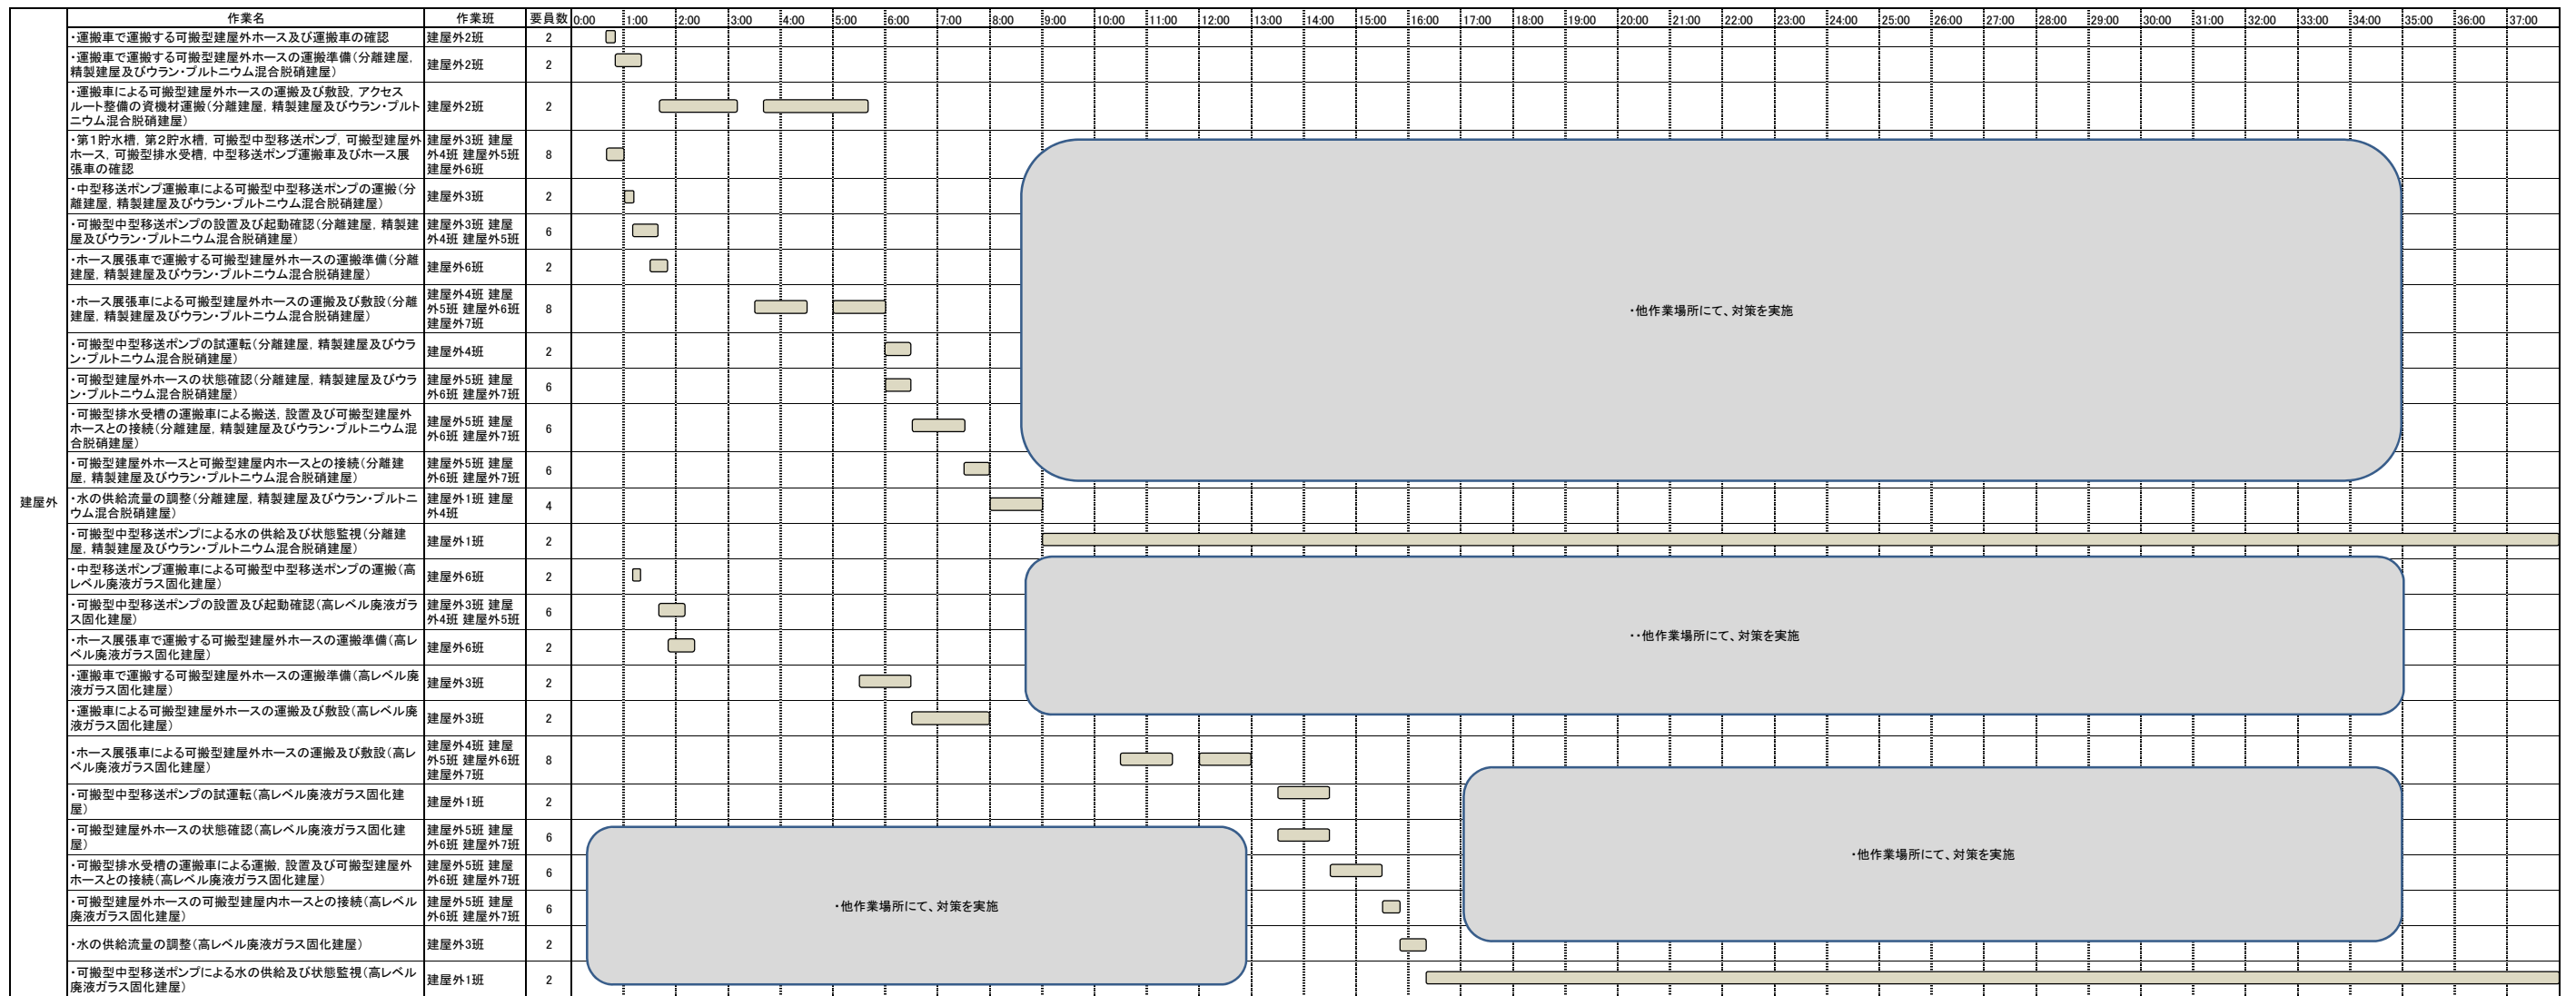 作業名 作業班 要員数 0:00 1:00 2:00 3:00 4:00 5:00 6:00 7:00 8:00 9:00 10:00 11:00 12:00 13:00 14:00 15:00 16:00 17:00 18:00 19:00 20:00 21:00 22:00 23:00 24:00 25:00 26:00 27:00 28:00 29:00 30:00 31:00 32:00 33:00 34:00 35:00 36:00 37:00
建屋外
・運搬車で運搬する可搬型建屋外ホース及び運搬車の確認
建屋外2班
2
・運搬車で運搬する可搬型建屋外ホースの運搬準備（分離建屋，
精製建屋及びウラン・プルトニウム混合脱硝建屋）
建屋外2班
2
・運搬車による可搬型建屋外ホースの運搬及び敷設，アクセス
ルート整備の資機材運搬（分離建屋，精製建屋及びウラン・プルト
ニウム混合脱硝建屋）
建屋外2班
2
・第1貯水槽，第2貯水槽，可搬型中型移送ポンプ，可搬型建屋外
ホース，可搬型排水受槽，中型移送ポンプ運搬車及びホース展
張車の確認
建屋外3班 建屋
外4班 建屋外5班
建屋外6班
8
・中型移送ポンプ運搬車による可搬型中型移送ポンプの運搬（分
離建屋，精製建屋及びウラン・プルトニウム混合脱硝建屋）
建屋外3班
2
・可搬型中型移送ポンプの設置及び起動確認（分離建屋，精製建
屋及びウラン・プルトニウム混合脱硝建屋）
建屋外3班 建屋
外4班 建屋外5班
6
・ホース展張車で運搬する可搬型建屋外ホースの運搬準備（分離
建屋，精製建屋及びウラン・プルトニウム混合脱硝建屋）
建屋外6班
2
・ホース展張車による可搬型建屋外ホースの運搬及び敷設（分離
建屋，精製建屋及びウラン・プルトニウム混合脱硝建屋）
建屋外4班 建屋
外5班 建屋外6班
建屋外7班
8
・他作業場所にて、対策を実施
・可搬型中型移送ポンプの試運転（分離建屋，精製建屋及びウラ
ン・プルトニウム混合脱硝建屋）
建屋外4班
2
・可搬型建屋外ホースの状態確認（分離建屋，精製建屋及びウラ
ン・プルトニウム混合脱硝建屋）
建屋外5班 建屋
外6班 建屋外7班
6
・可搬型排水受槽の運搬車による搬送，設置及び可搬型建屋外
ホースとの接続（分離建屋，精製建屋及びウラン・プルトニウム混
合脱硝建屋）
建屋外5班 建屋
外6班 建屋外7班
6
・可搬型建屋外ホースと可搬型建屋内ホースとの接続（分離建
屋，精製建屋及びウラン・プルトニウム混合脱硝建屋）
建屋外5班 建屋
外6班 建屋外7班
6
・水の供給流量の調整（分離建屋，精製建屋及びウラン・プルトニ
ウム混合脱硝建屋）
建屋外1班 建屋
外4班
4
・可搬型中型移送ポンプによる水の供給及び状態監視（分離建
屋，精製建屋及びウラン・プルトニウム混合脱硝建屋）
建屋外1班
2
・中型移送ポンプ運搬車による可搬型中型移送ポンプの運搬（高
レベル廃液ガラス固化建屋）
建屋外6班
2
・可搬型中型移送ポンプの設置及び起動確認（高レベル廃液ガラ
ス固化建屋）
建屋外3班 建屋
外4班 建屋外5班
6
・ホース展張車で運搬する可搬型建屋外ホースの運搬準備（高レ
ベル廃液ガラス固化建屋）
建屋外6班
2
・・他作業場所にて、対策を実施
・運搬車で運搬する可搬型建屋外ホースの運搬準備（高レベル廃
液ガラス固化建屋）
建屋外3班
2
・運搬車による可搬型建屋外ホースの運搬及び敷設（高レベル廃
液ガラス固化建屋）
建屋外3班
2
・ホース展張車による可搬型建屋外ホースの運搬及び敷設（高レ
ベル廃液ガラス固化建屋）
建屋外4班 建屋
外5班 建屋外6班
建屋外7班
8
・可搬型中型移送ポンプの試運転（高レベル廃液ガラス固化建
屋）
建屋外1班
2
・可搬型建屋外ホースの状態確認（高レベル廃液ガラス固化建
屋）
建屋外5班 建屋
外6班 建屋外7班
6
・他作業場所にて、対策を実施
・可搬型排水受槽の運搬車による運搬，設置及び可搬型建屋外
ホースとの接続（高レベル廃液ガラス固化建屋）
建屋外5班 建屋
外6班 建屋外7班
6
・可搬型建屋外ホースの可搬型建屋内ホースとの接続（高レベル
廃液ガラス固化建屋）
建屋外5班 建屋
外6班 建屋外7班
6
・他作業場所にて、対策を実施
・水の供給流量の調整（高レベル廃液ガラス固化建屋）
建屋外3班
2
・可搬型中型移送ポンプによる水の供給及び状態監視（高レベル
廃液ガラス固化建屋）
建屋外1班
2